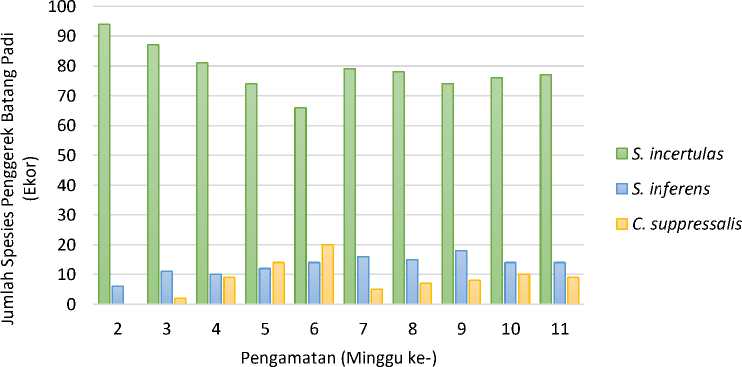 Jumlah Spesies Penggerek Batang Padi
(Ekor)
100
90
80
70
60
50
40
30
20
10
0
2 3 4 5 6 7 8 9 10 11
Pengamatan (Minggu ke-)
S. incertulas
S. inferens
C. suppressalis